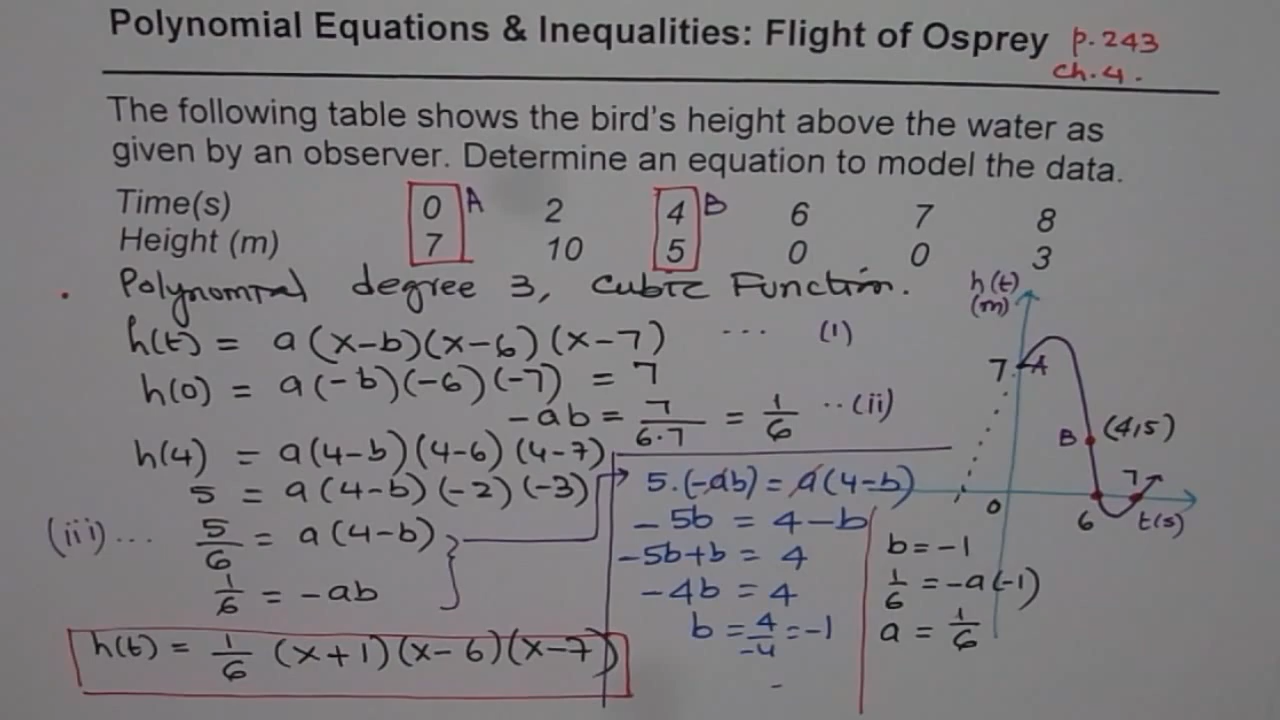 Polynomial Equations & Inequalities: Flight of Osprey p.243
ch.4.
The following table shows the bird's height above the water as
given by an observer. Determine an equation to model the data.
Time(s) 0 A 2 4 B 6 7 8
Height (m) 7 10 5 0 0 3
. Polynomial degree 3, Cubic Function.
h(t) = a(x-b)(x-6)(x-7) --- (1)
h(0) = a(-b)(-6)(-7) = 7
-ab = 7/6·7 = 1/6 ..(ii)
h(4) = a(4-b)(4-6)(4-7)
5 = a(4-b)(-2)(-3)
(iii)... 5/6 = a(4-b)
1/6 = -ab
h(t) = 1/6 (x+1)(x-6)(x-7)
5.(-ab) = a(4-b)
-5b = 4-b
-5b+b = 4
-4b = 4
b = 4/-4 = -1
b = -1
1/6 = -a(-1)
a = 1/6
h(t)
(m)
7 A
B (4,5)
7
0
6 t(s)